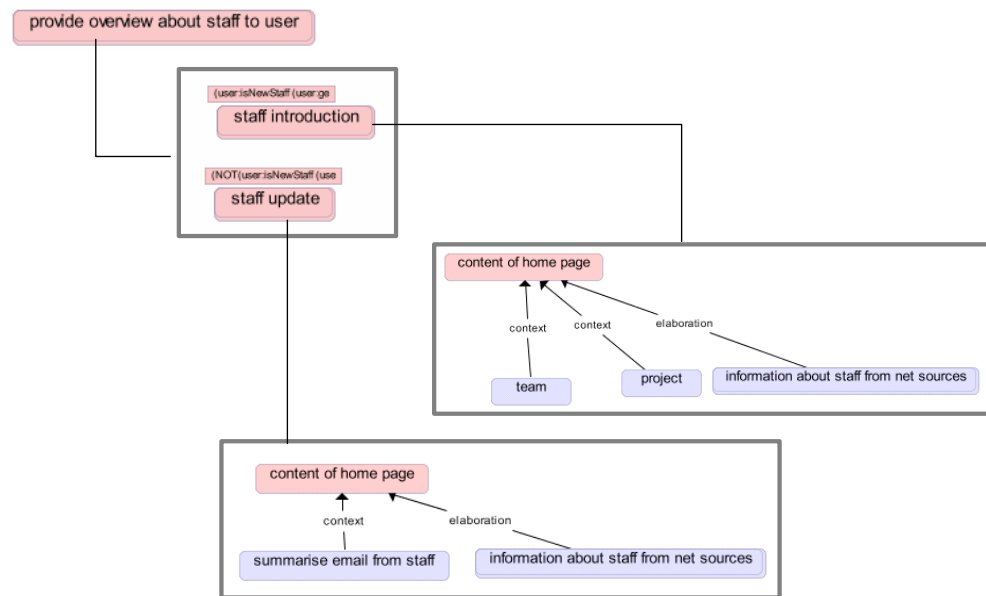 provide overview about staff to user
(user:isNewStaff (user:ge
staff introduction
(NOT(user:isNewStaff (use
staff update
content of home page
context
context
elaboration
team
project
information about staff from net sources
content of home page
context
elaboration
summarise email from staff
information about staff from net sources